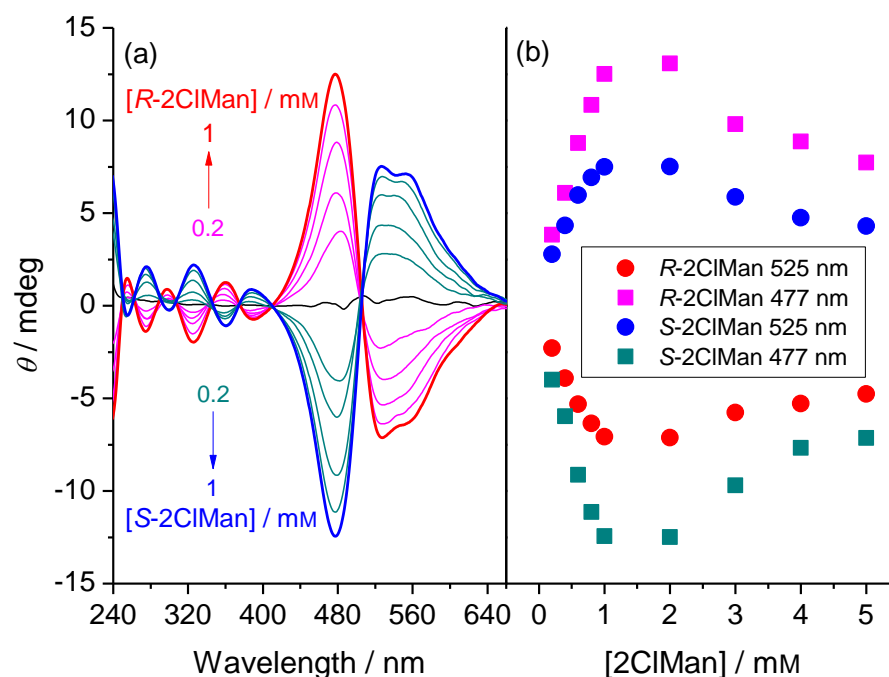 (a)
(b)
[R-2ClMan] / mM
1
0.2
0.2
1
[S-2ClMan] / mM
15
10
5
0
-5
-10
-15
θ / mdeg
240 320 400 480 560 640
Wavelength / nm
R-2ClMan 525 nm
R-2ClMan 477 nm
S-2ClMan 525 nm
S-2ClMan 477 nm
0 1 2 3 4 5
[2ClMan] / mM